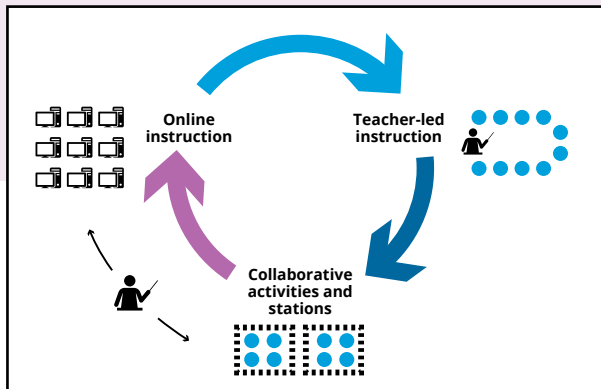 Online
instruction
Teacher-led
instruction
Collaborative
activities and
stations